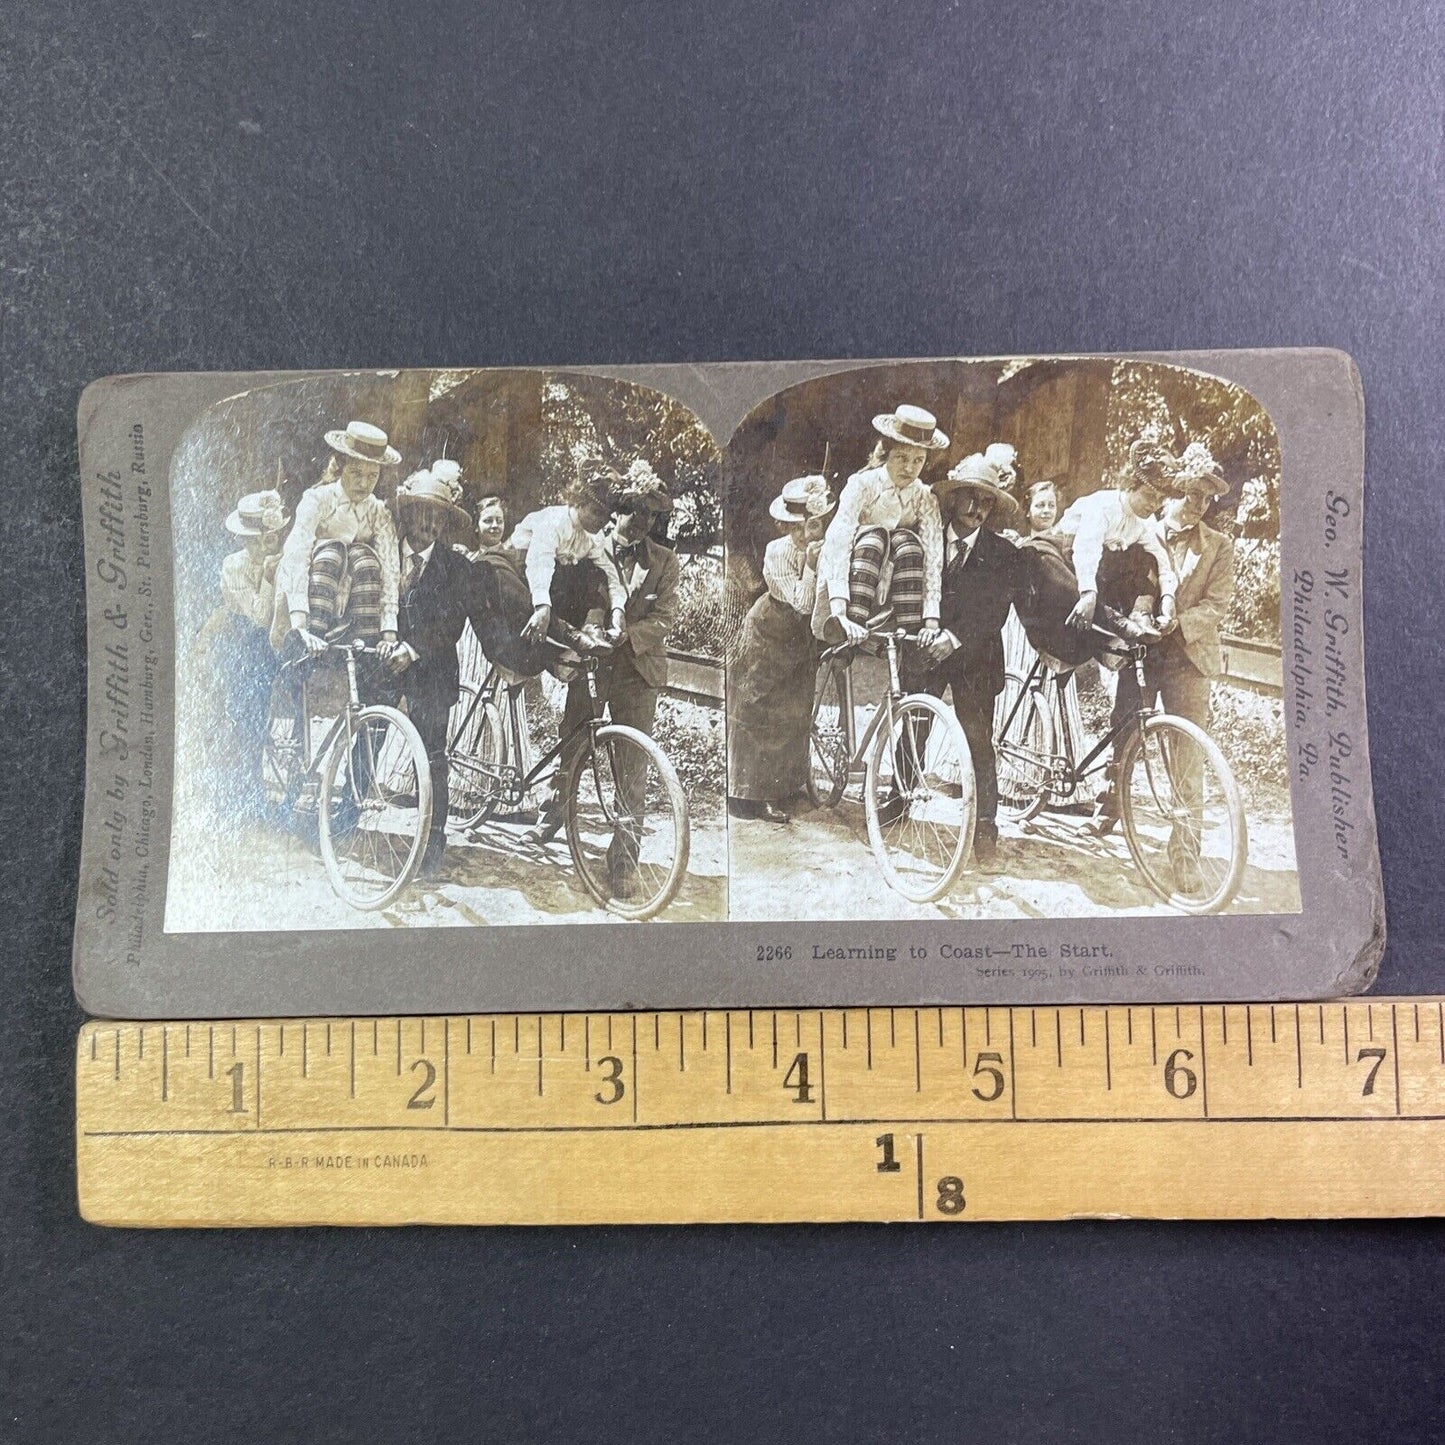 Sold only by Griffith & Griffith
Philadelphia, Chicago, London, Hamburg, Ger., St. Petersburg, Rusia
Geo. W. Griffith, Publisher
Philadelphia, Pa.
2266 Learning to Coast—The Start.
Series 1905, by Griffith & Griffith.
1 2 3 4 5 6 7
R-B-R MADE IN CANADA
1
8